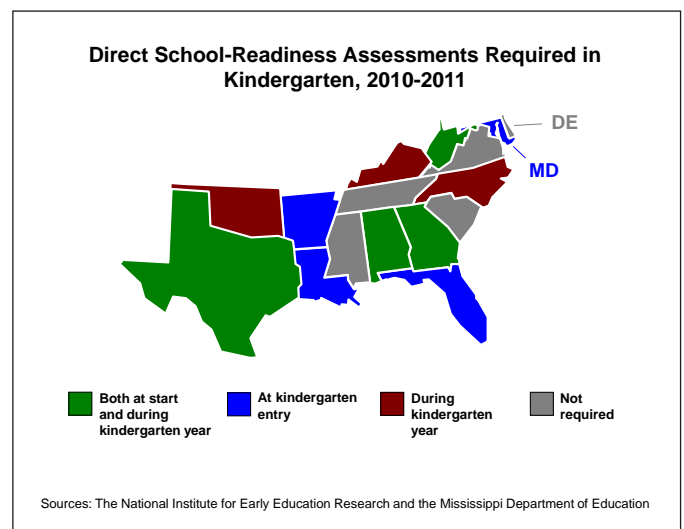 Direct School-Readiness Assessments Required in
Kindergarten, 2010-2011
DE
MD
Both at start
and during
kindergarten year
At kindergarten
entry
During
kindergarten
year
Not
required
Sources: The National Institute for Early Education Research and the Mississippi Department of Education